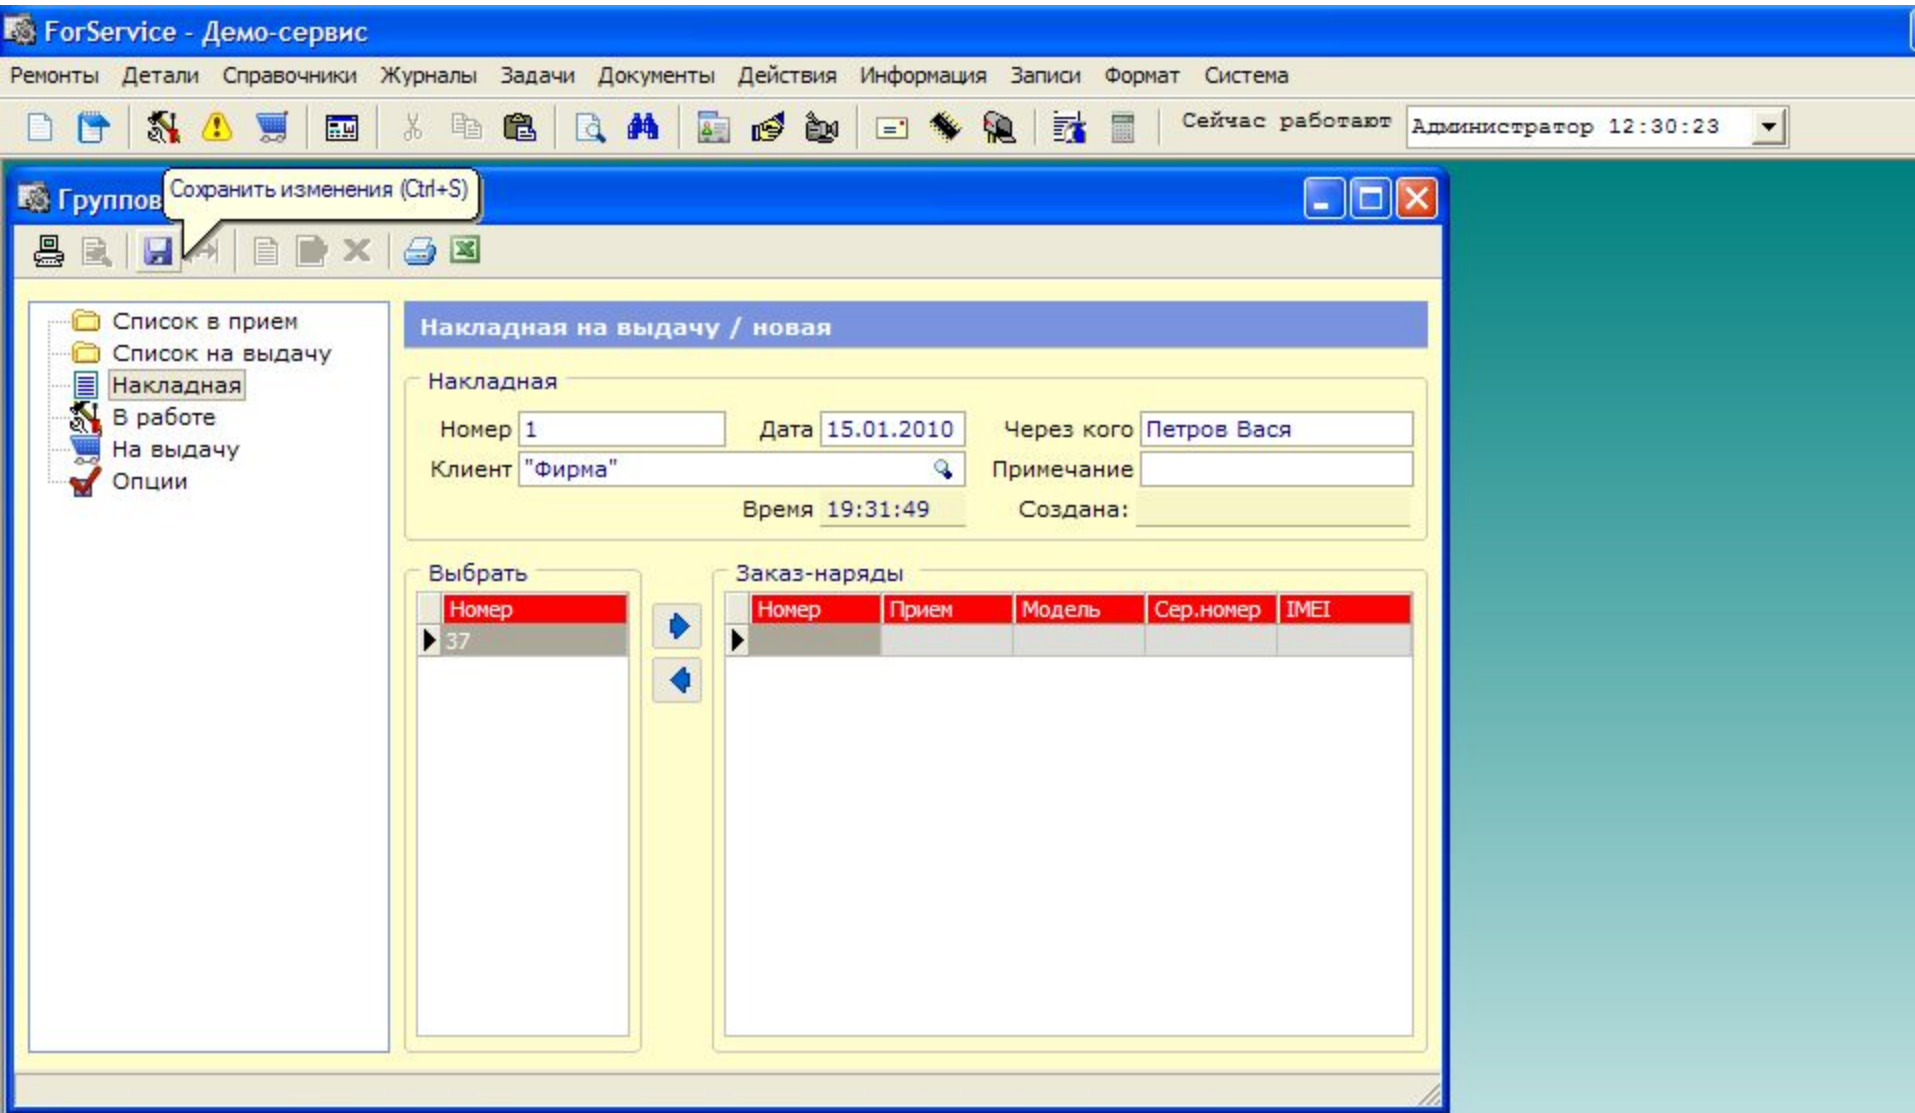 ForService - Демо-сервис
Ремонты Детали Справочники Журналы Задачи Документы Действия Информация Записи Формат Система
Сейчас работают Администратор 12:30:23
Группов
Сохранить изменения (Ctrl+S)
Список в прием
Список на выдачу
Накладная
В работе
На выдачу
Опции
Накладная на выдачу / новая
Накладная
Номер 1 Дата 15.01.2010 Через кого Петров Вася
Клиент "Фирма" Примечание
Время 19:31:49 Создана:
Выбрать
Номер
37
Заказ-наряды
Номер Прием Модель Сер.номер IMEI